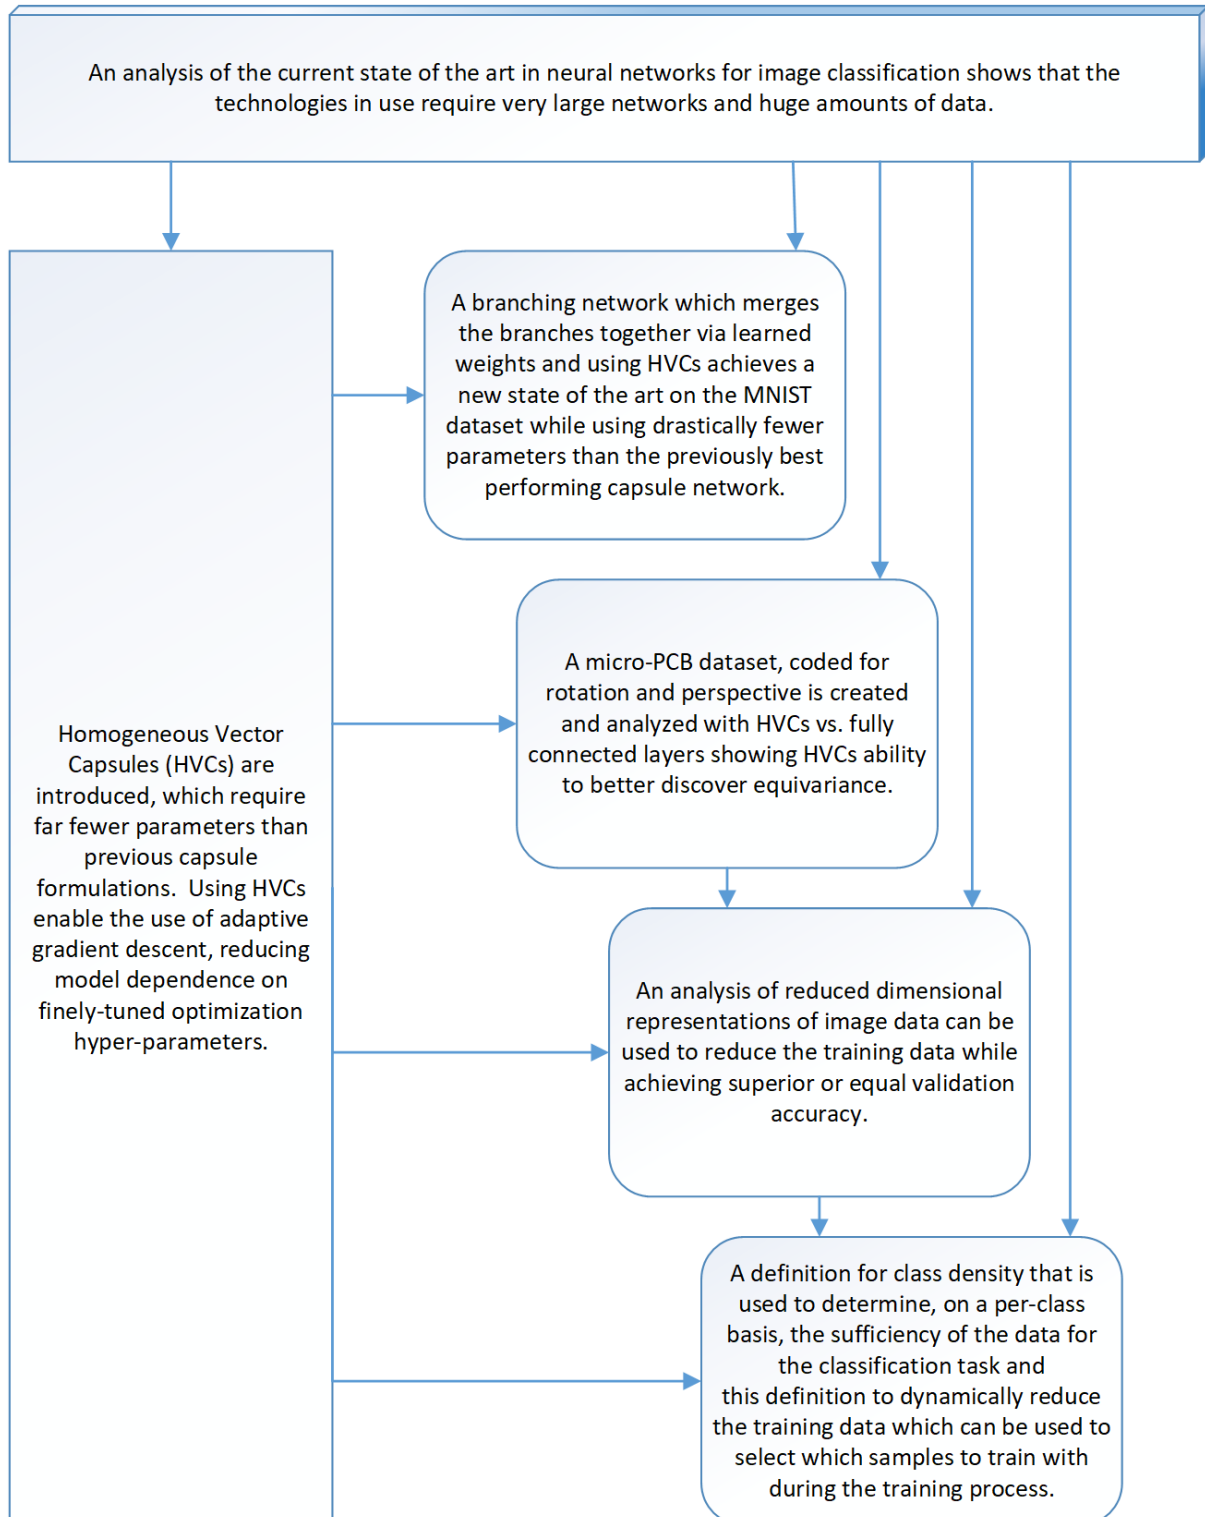 An analysis of the current state of the art in neural networks for image classification shows that the
technologies in use require very large networks and huge amounts of data.
A branching network which merges
the branches together via learned
weights and using HVCs achieves a
new state of the art on the MNIST
dataset while using drastically fewer
parameters than the previously best
performing capsule network.
A micro-PCB dataset, coded for
rotation and perspective is created
and analyzed with HVCs vs. fully
connected layers showing HVCs ability
to better discover equivariance.
Homogeneous Vector
Capsules (HVCs) are
introduced, which require
far fewer parameters than
previous capsule
formulations.  Using HVCs
enable the use of adaptive
gradient descent, reducing
model dependence on
finely-tuned optimization
hyper-parameters.
An analysis of reduced dimensional
representations of image data can be
used to reduce the training data while
achieving superior or equal validation
accuracy.
A definition for class density that is
used to determine, on a per-class
basis, the sufficiency of the data for
the classification task and
this definition to dynamically reduce
the training data which can be used to
select which samples to train with
during the training process.